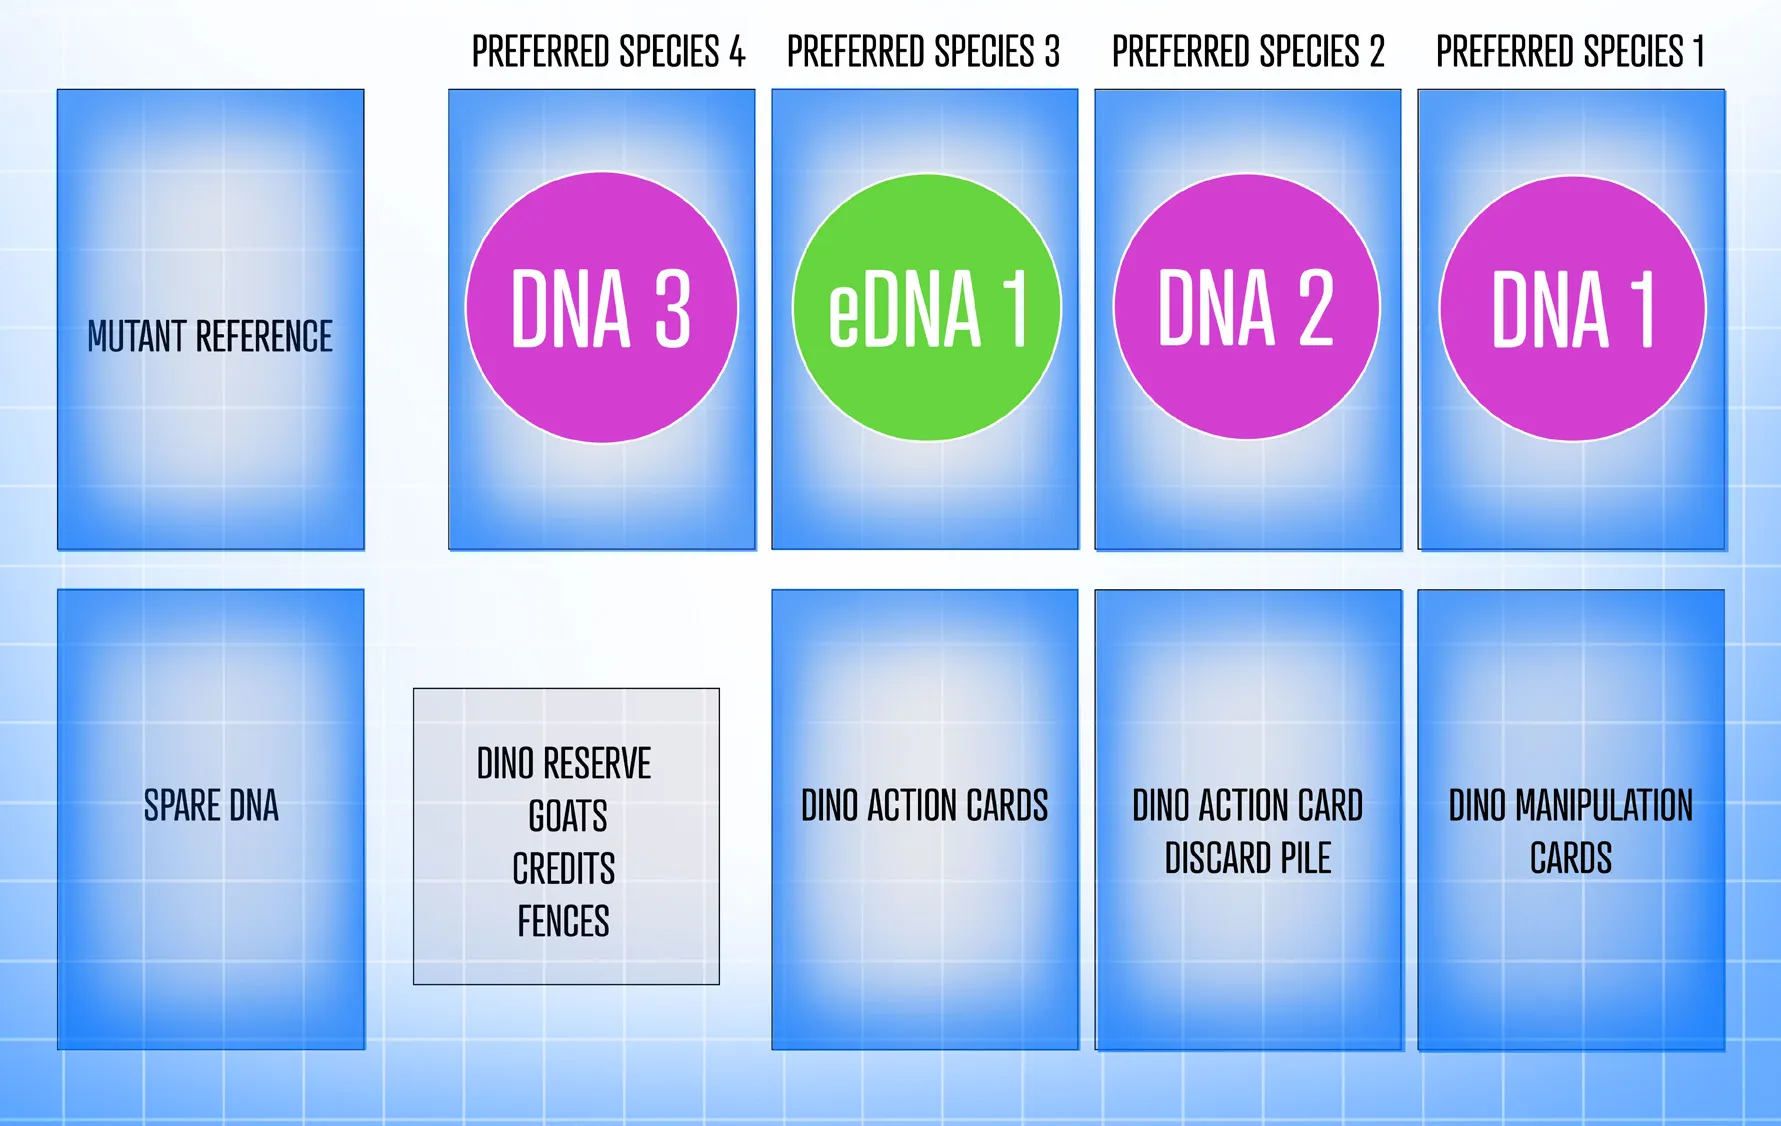 PREFERRED SPECIES 4
PREFERRED SPECIES 3
PREFERRED SPECIES 2
PREFERRED SPECIES 1
MUTANT REFERENCE
DNA 3
eDNA 1
DNA 2
DNA 1
SPARE DNA
DINO RESERVE
GOATS
CREDITS
FENCES
DINO ACTION CARDS
DINO ACTION CARD
DISCARD PILE
DINO MANIPULATION
CARDS